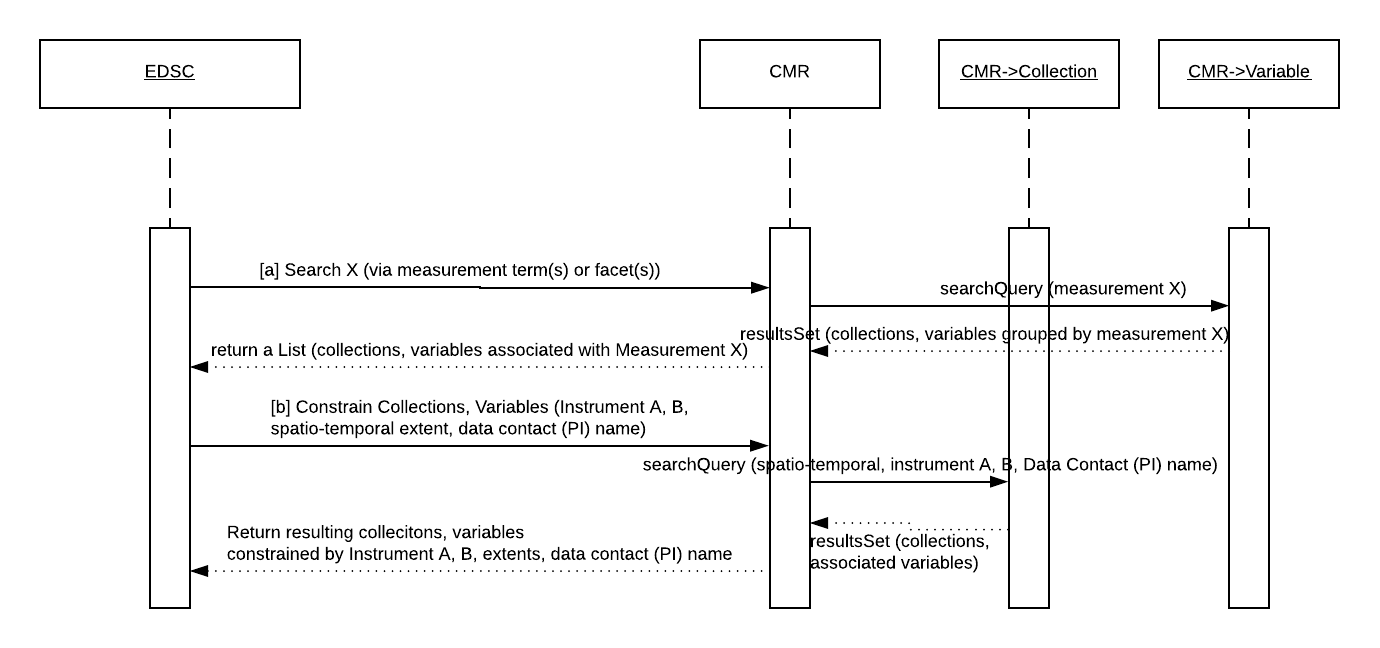 EDSC
CMR
CMR->Collection
CMR->Variable
[a] Search X (via measurement term(s) or facet(s))
searchQuery (measurement X)
resultsSet (collections, variables grouped by measurement X)
return a List (collections, variables associated with Measurement X)
[b] Constrain Collections, Variables (Instrument A, B,
spatio-temporal extent, data contact (PI) name)
searchQuery (spatio-temporal, instrument A, B, Data Contact (PI) name)
Return resulting collecitons, variables
constrained by Instrument A, B, extents, data contact (PI) name
resultsSet (collections,
associated variables)